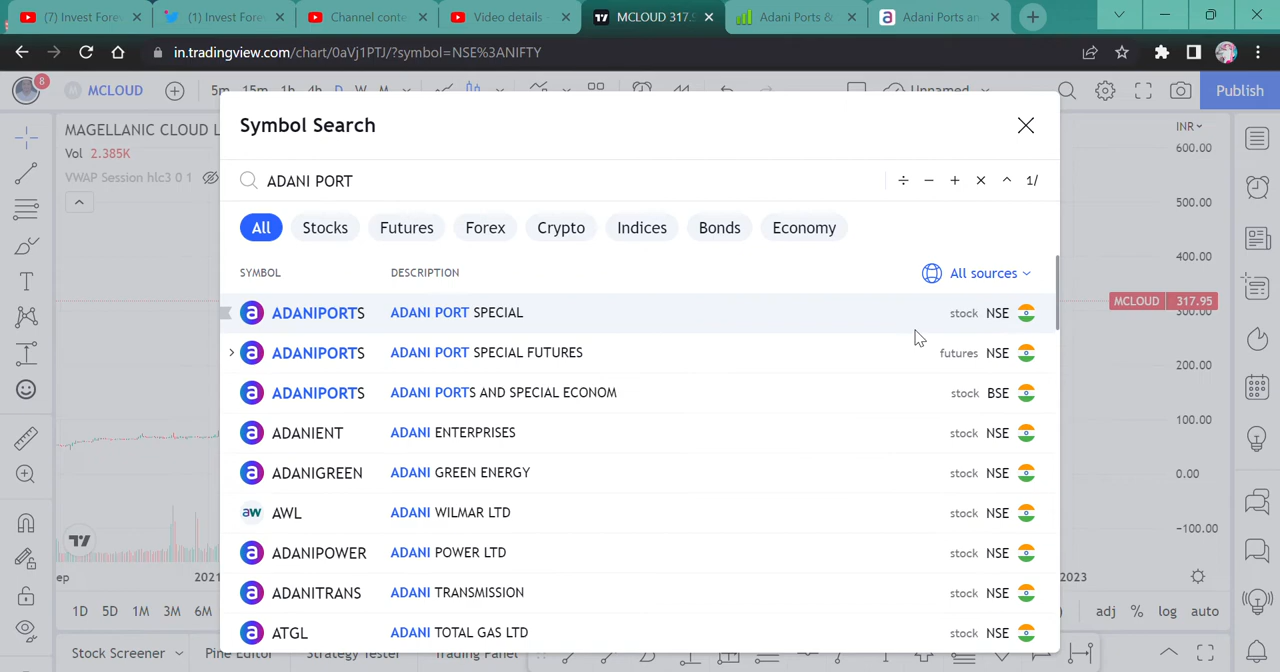 (7) Invest Forev
(1) Invest Forev
Channel conte
Video details -
MCLOUD 317.9
Adani Ports &
Adani Ports an
in.tradingview.com/chart/0aVj1PTJ/?symbol=NSE%3ANIFTY
8
MCLOUD
5m 15m 1h 4h D W M
Unnamed
Publish
MAGELLANIC CLOUD L
Vol 2.385K
VWAP Session hlc3 0 1
Symbol Search
ADANI PORT
÷ − + × ^ 1/
All Stocks Futures Forex Crypto Indices Bonds Economy
SYMBOL DESCRIPTION All sources
ADANIPORTS ADANI PORT SPECIAL stock NSE
ADANIPORTS ADANI PORT SPECIAL FUTURES futures NSE
ADANIPORTS ADANI PORTS AND SPECIAL ECONOM stock BSE
ADANIENT ADANI ENTERPRISES stock NSE
ADANIGREEN ADANI GREEN ENERGY stock NSE
aw AWL ADANI WILMAR LTD stock NSE
ADANIPOWER ADANI POWER LTD stock NSE
ADANITRANS ADANI TRANSMISSION stock NSE
ATGL ADANI TOTAL GAS LTD stock NSE
INR
600.00
500.00
400.00
MCLOUD 317.95
300.00
200.00
100.00
0.00
-100.00
ep 2021 2023
1D 5D 1M 3M 6M
adj % log auto
Stock Screener Pine Editor Strategy Tester Trading Panel